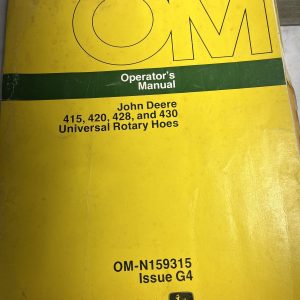 OM
Operator's
Manual
John Deere
415, 420, 428, and 430
Universal Rotary Hoes
OM-N159315
Issue G4